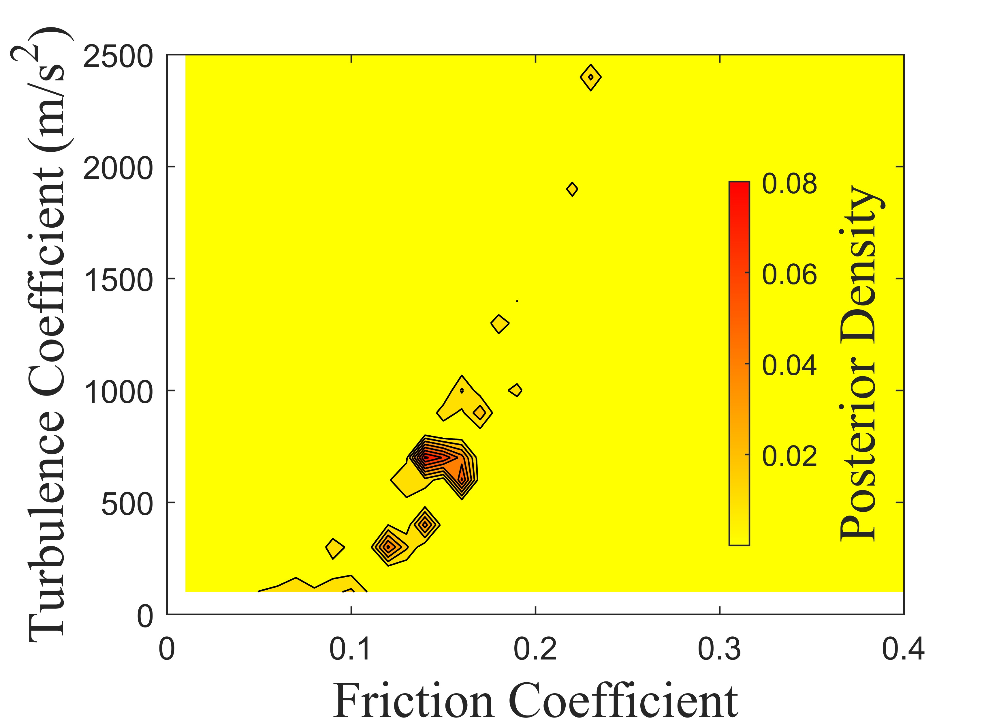 Turbulence Coefficient (m/s²)
2500
2000
1500
1000
500
0
0 0.1 0.2 0.3 0.4
Friction Coefficient
0.08
0.06
0.04
0.02
Posterior Density